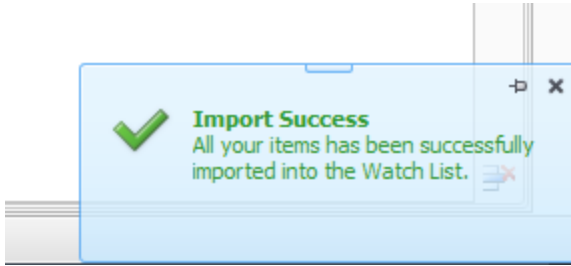 Import Success
All your items has been successfully
imported into the Watch List.